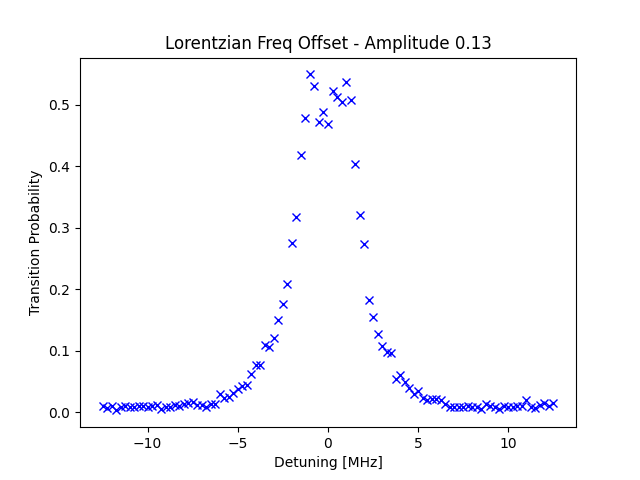 Lorentzian Freq Offset - Amplitude 0.13
Transition Probability
0.5
0.4
0.3
0.2
0.1
0.0
−10 −5 0 5 10
Detuning [MHz]